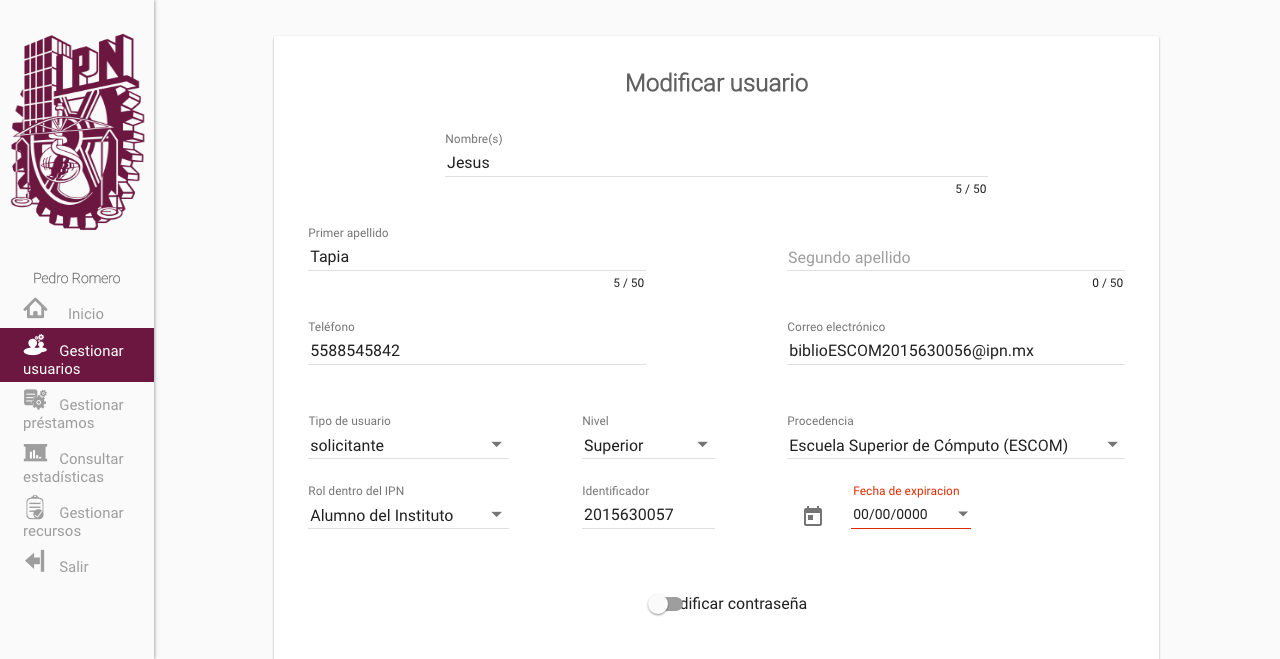 IPN
Pedro Romero
Inicio
Gestionar
usuarios
Gestionar
préstamos
Consultar
estadísticas
Gestionar
recursos
Salir
Modificar usuario
Nombre(s)
Jesus
5 / 50
Primer apellido
Tapia
5 / 50
Segundo apellido
0 / 50
Teléfono
5588545842
Correo electrónico
biblioESCOM2015630056@ipn.mx
Tipo de usuario
solicitante
Nivel
Superior
Procedencia
Escuela Superior de Cómputo (ESCOM)
Rol dentro del IPN
Alumno del Instituto
Identificador
2015630057
Fecha de expiracion
00/00/0000
dificar contraseña